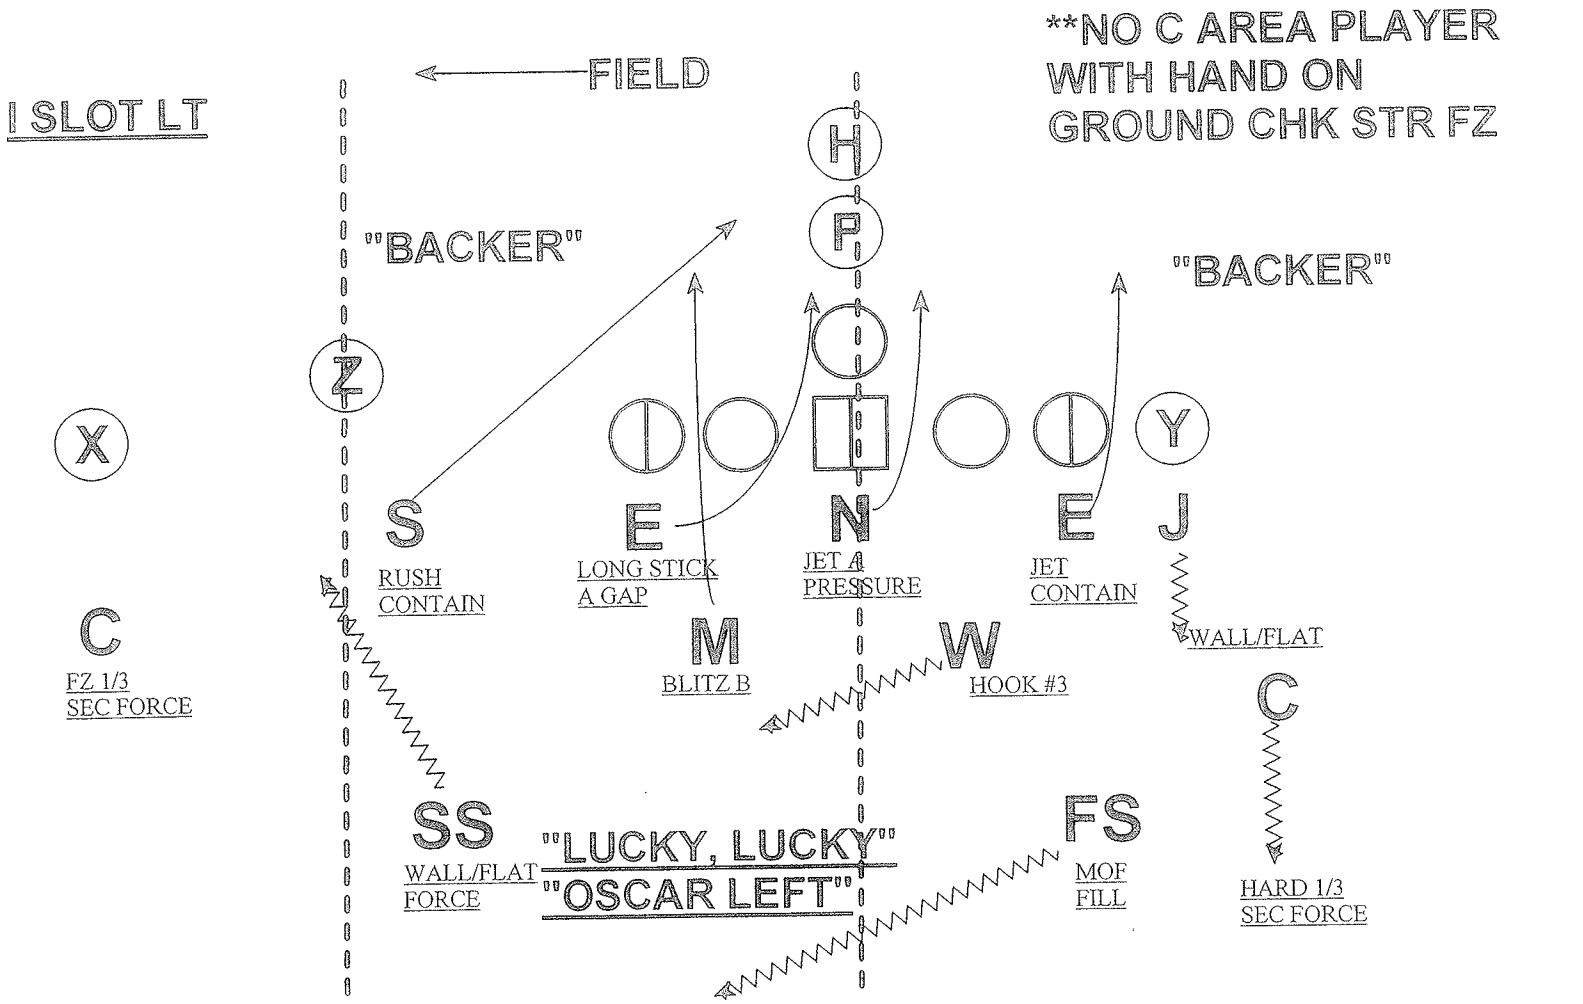 **NO C AREA PLAYER
WITH HAND ON
GROUND CHK STR FZ
FIELD
I SLOT LT
H
P
"BACKER"
"BACKER"
Z
X
Y
S
E
N
E
J
RUSH
CONTAIN
LONG STICK
A GAP
JET A
PRESSURE
JET
CONTAIN
C
FZ 1/3
SEC FORCE
M
BLITZ B
W
HOOK #3
WALL/FLAT
C
SS
WALL/FLAT
FORCE
"LUCKY, LUCKY"
"OSCAR LEFT"
FS
MOF
FILL
HARD 1/3
SEC FORCE